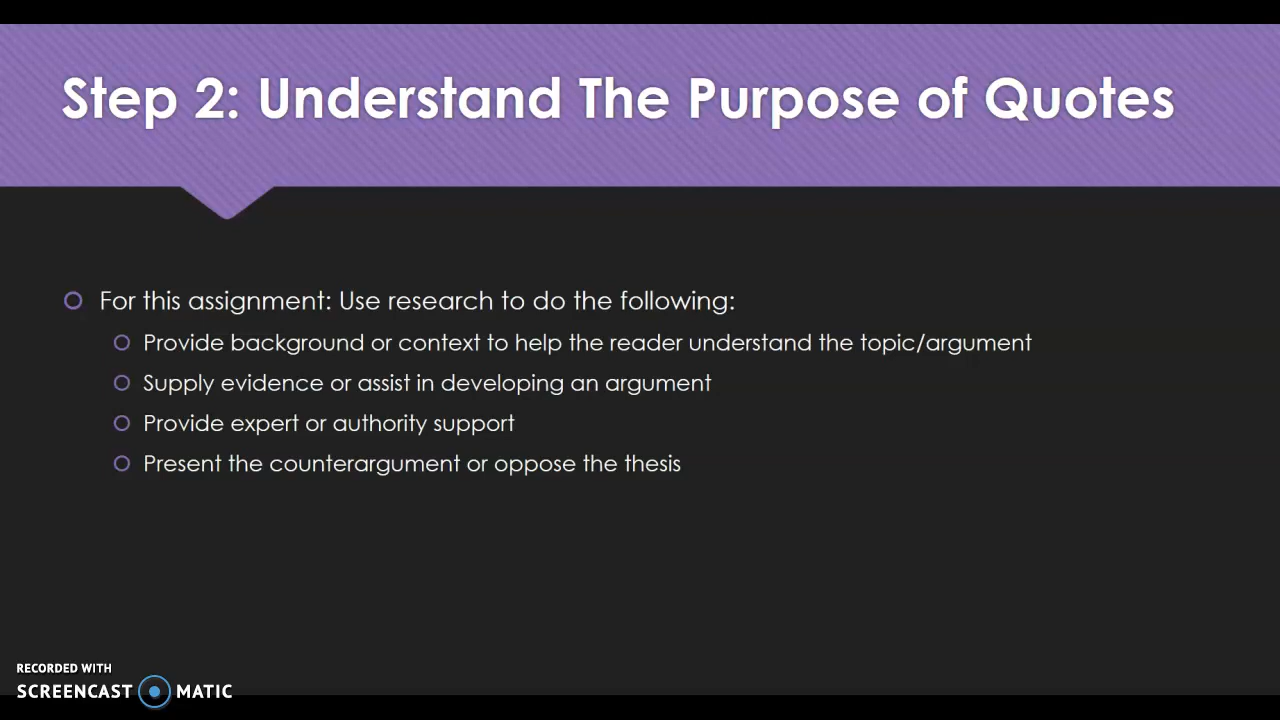 Step 2: Understand The Purpose of Quotes
For this assignment: Use research to do the following:
Provide background or context to help the reader understand the topic/argument
Supply evidence or assist in developing an argument
Provide expert or authority support
Present the counterargument or oppose the thesis
RECORDED WITH
SCREENCAST MATIC